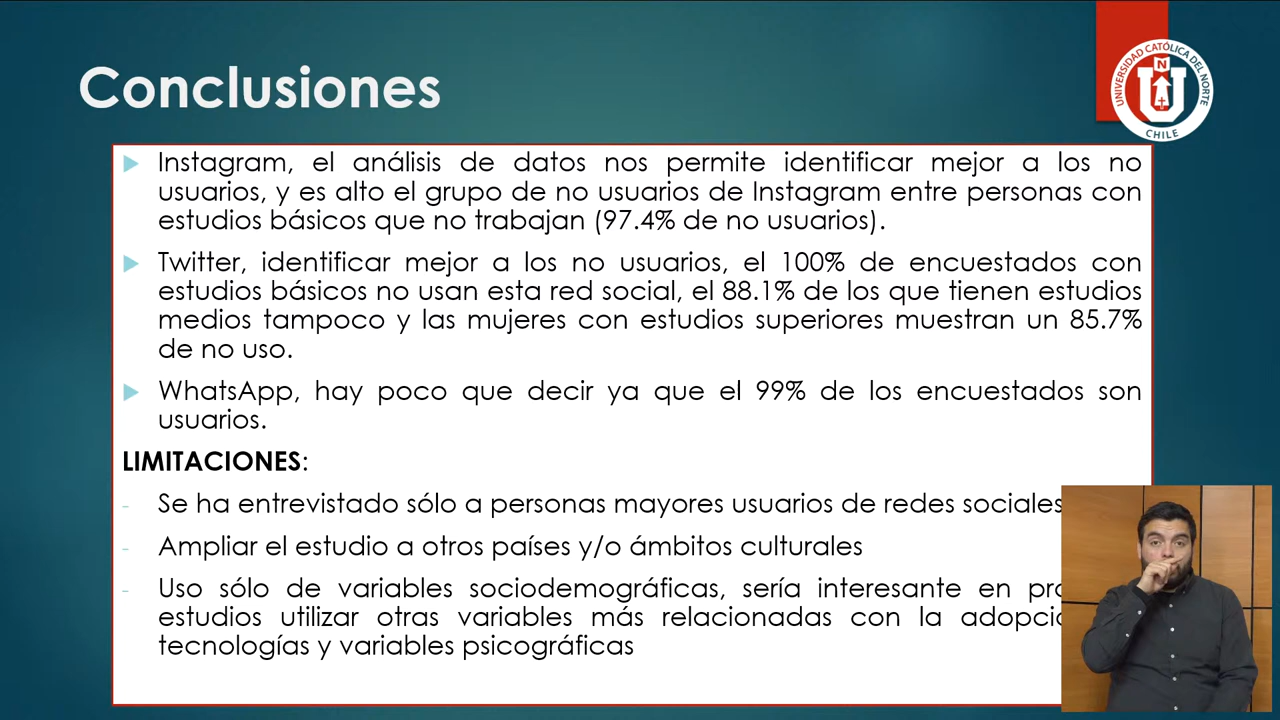 Conclusiones
UNIVERSIDAD CATÓLICA DEL NORTE
N
CHILE
Instagram, el análisis de datos nos permite identificar mejor a los no
usuarios, y es alto el grupo de no usuarios de Instagram entre personas con
estudios básicos que no trabajan (97.4% de no usuarios).
Twitter, identificar mejor a los no usuarios, el 100% de encuestados con
estudios básicos no usan esta red social, el 88.1% de los que tienen estudios
medios tampoco y las mujeres con estudios superiores muestran un 85.7%
de no uso.
WhatsApp, hay poco que decir ya que el 99% de los encuestados son
usuarios.
LIMITACIONES:
- Se ha entrevistado sólo a personas mayores usuarios de redes sociales
- Ampliar el estudio a otros países y/o ámbitos culturales
- Uso sólo de variables sociodemográficas, sería interesante en
estudios utilizar otras variables más relacionadas con la
tecnologías y variables psicográficas